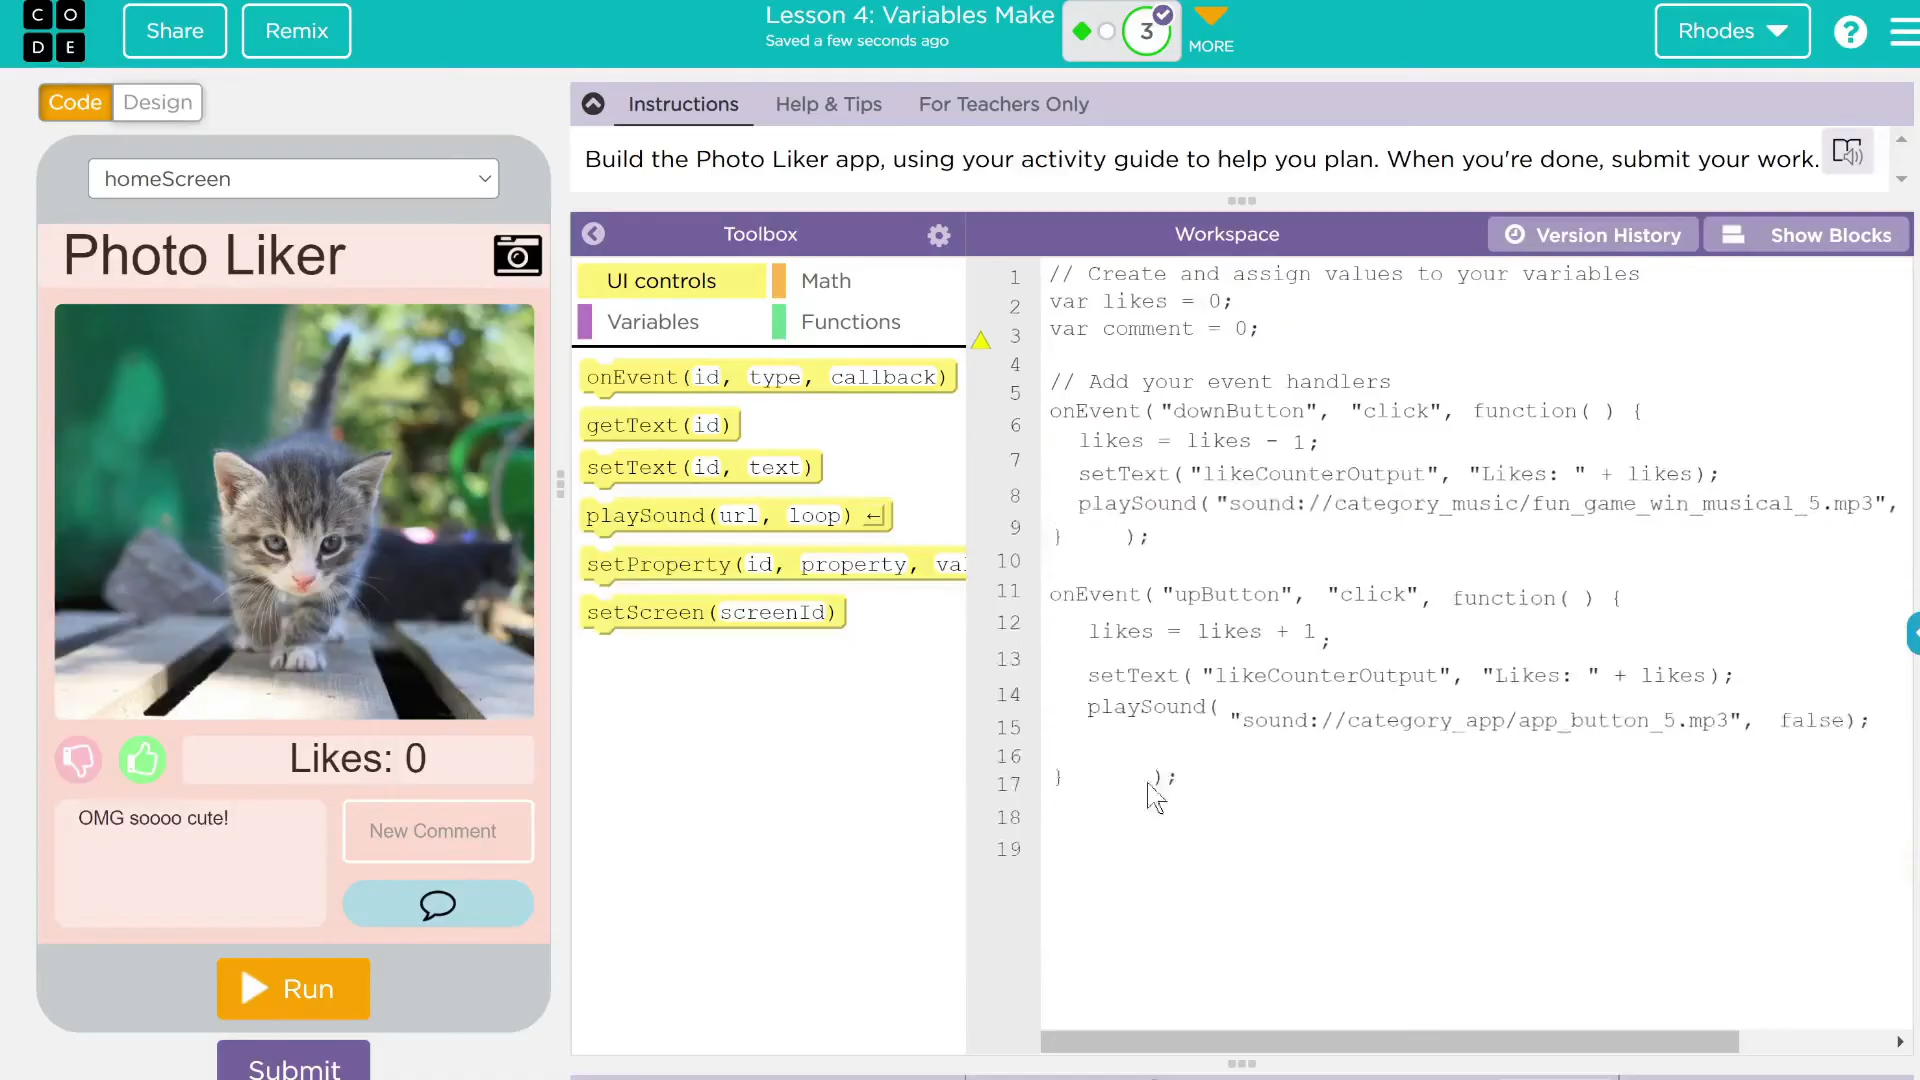 CODE
Share
Remix
Lesson 4: Variables Make
Saved a few seconds ago
3
MORE
Rhodes
?
Code
Design
Instructions
Help & Tips
For Teachers Only
Build the Photo Liker app, using your activity guide to help you plan. When you're done, submit your work.
homeScreen
Photo Liker
Likes: 0
OMG soooo cute!
New Comment
Run
Submit
Toolbox
UI controls
Math
Variables
Functions
onEvent(id, type, callback)
getText(id)
setText(id, text)
playSound(url, loop) ←
setProperty(id, property, val
setScreen(screenId)
Workspace
Version History
Show Blocks
1 // Create and assign values to your variables
2 var likes = 0;
3 var comment = 0;
4
5 // Add your event handlers
6 onEvent("downButton", "click", function( ) {
7 likes = likes - 1;
8 setText("likeCounterOutput", "Likes: " + likes);
9 playSound("sound://category_music/fun_game_win_musical_5.mp3",
10 } );
11 onEvent("upButton", "click", function( ) {
12 likes = likes + 1;
13 setText("likeCounterOutput", "Likes: " + likes);
14 playSound(
15 "sound://category_app/app_button_5.mp3", false);
16
17 } );
18
19